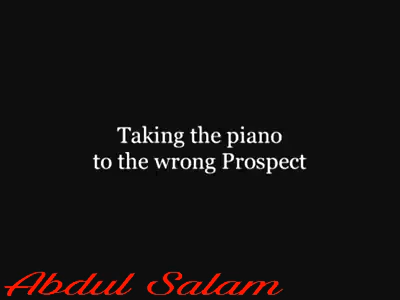 Taking the piano
to the wrong Prospect
Abdul Salam